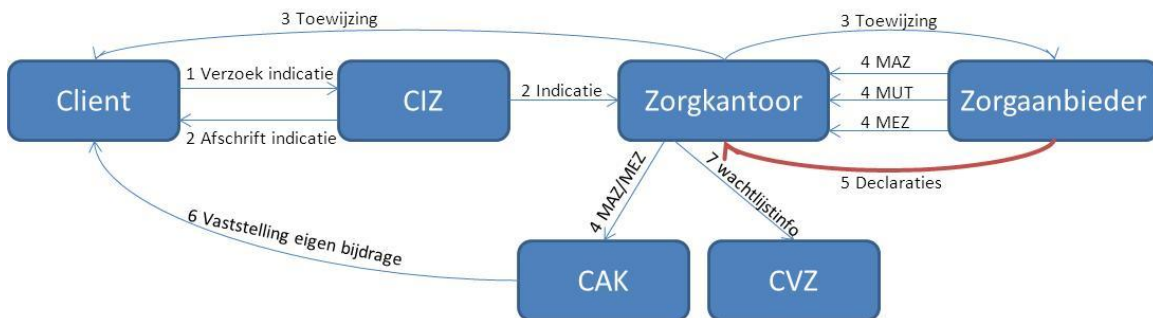 3 Toewijzing
3 Toewijzing
Client
1 Verzoek indicatie
2 Afschrift indicatie
CIZ
2 Indicatie
Zorgkantoor
4 MAZ
4 MUT
4 MEZ
Zorgaanbieder
5 Declaraties
4 MAZ/MEZ
7 wachtlijstinfo
6 Vaststelling eigen bijdrage
CAK
CVZ